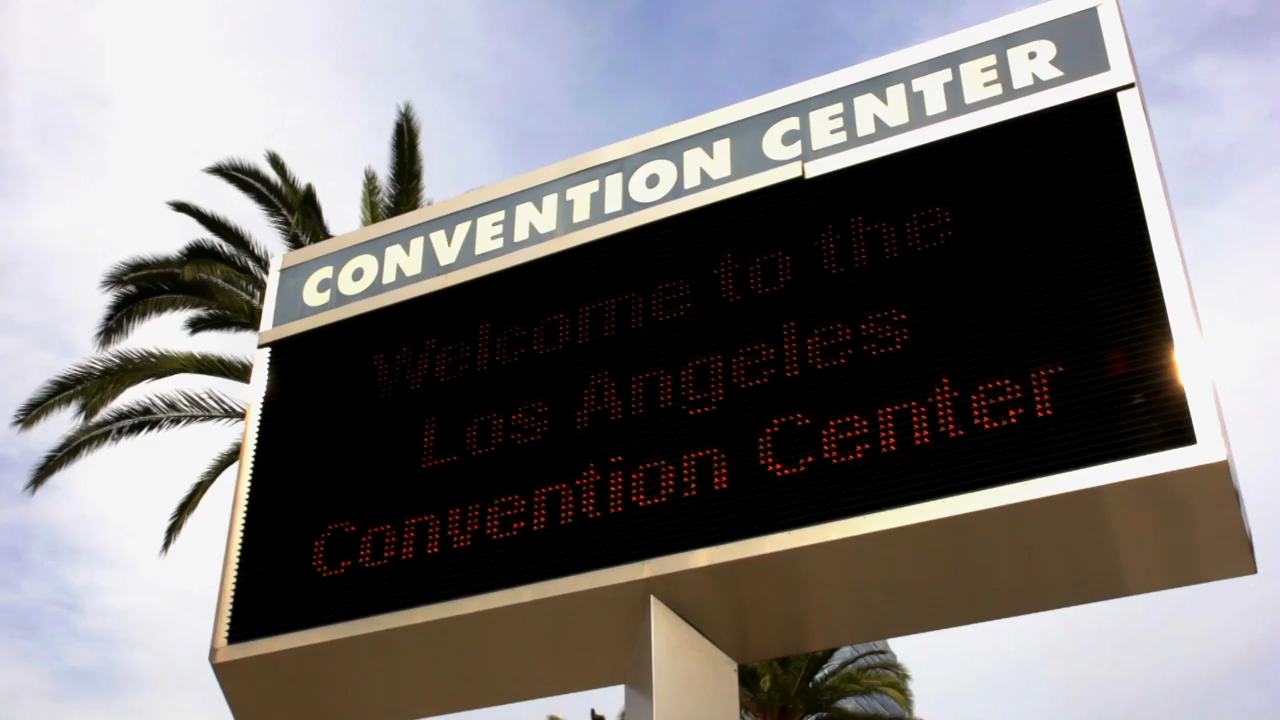 CONVENTION CENTER
Welcome to the
Los Angeles
Convention Center